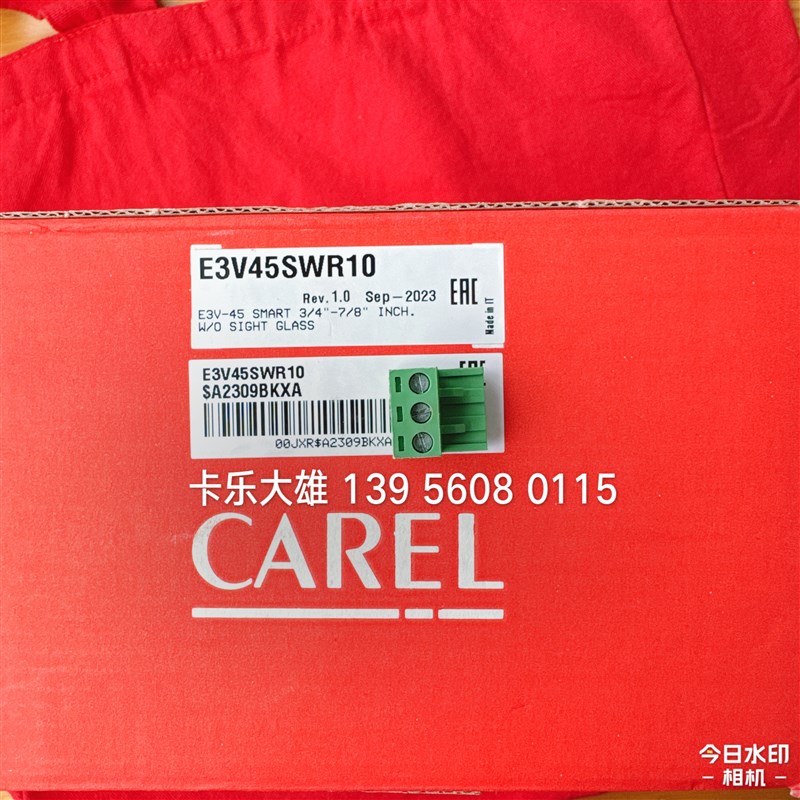 E3V45SWR10
Rev. 1.0 Sep-2023
EAC
Made in IT
E3V-45 SMART 3/4"-7/8" INCH.
W/O SIGHT GLASS
E3V45SWR10
$A2309BKXA
00JXR$A2309BKXA
卡乐大雄 139 5608 0115
CAREL
今日水印
- 相机 -